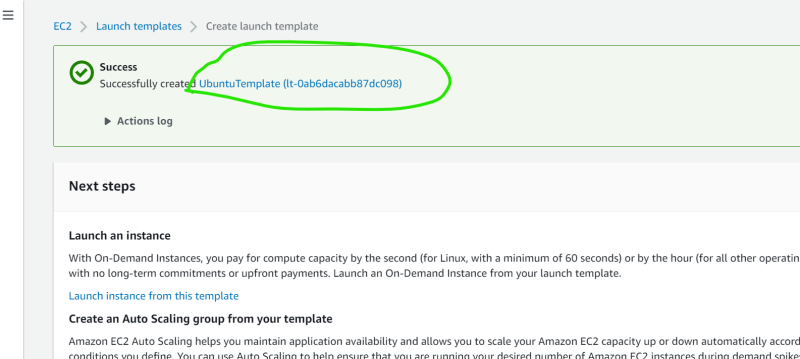 EC2 > Launch templates > Create launch template
Success
Successfully created UbuntuTemplate (lt-0ab6dacabb87dc098)
Actions log
Next steps
Launch an instance
With On-Demand Instances, you pay for compute capacity by the second (for Linux, with a minimum of 60 seconds) or by the hour (for all other operatin
with no long-term commitments or upfront payments. Launch an On-Demand Instance from your launch template.
Launch instance from this template
Create an Auto Scaling group from your template
Amazon EC2 Auto Scaling helps you maintain application availability and allows you to scale your Amazon EC2 capacity up or down automatically accord
conditions you define. You can use Auto Scaling to help ensure that you are running your desired number of Amazon EC2 instances during demand spike